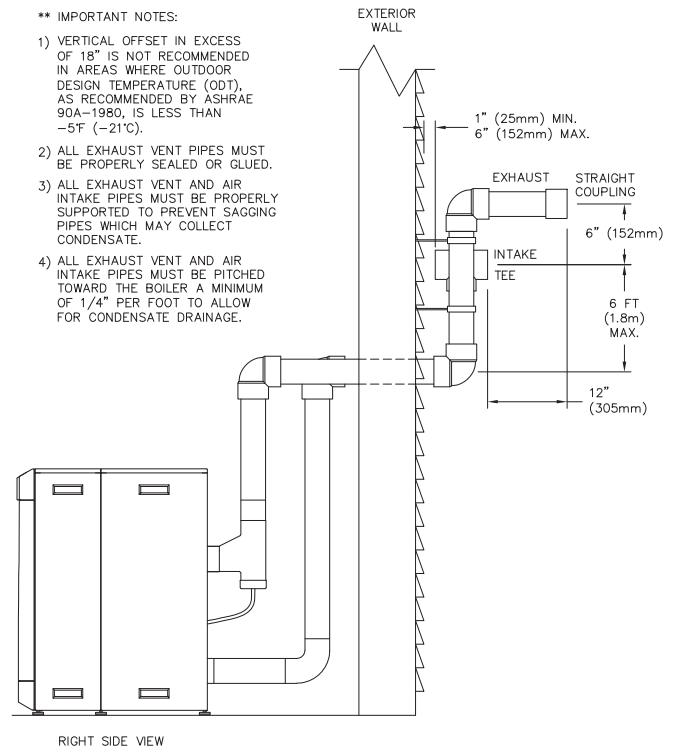 ** IMPORTANT NOTES:
1) VERTICAL OFFSET IN EXCESS
OF 18" IS NOT RECOMMENDED
IN AREAS WHERE OUTDOOR
DESIGN TEMPERATURE (ODT),
AS RECOMMENDED BY ASHRAE
90A-1980, IS LESS THAN
-5°F (-21°C).
2) ALL EXHAUST VENT PIPES MUST
BE PROPERLY SEALED OR GLUED.
3) ALL EXHAUST VENT AND AIR
INTAKE PIPES MUST BE PROPERLY
SUPPORTED TO PREVENT SAGGING
PIPES WHICH MAY COLLECT
CONDENSATE.
4) ALL EXHAUST VENT AND AIR
INTAKE PIPES MUST BE PITCHED
TOWARD THE BOILER A MINIMUM
OF 1/4" PER FOOT TO ALLOW
FOR CONDENSATE DRAINAGE.
EXTERIOR
WALL
1" (25mm) MIN.
6" (152mm) MAX.
EXHAUST
STRAIGHT
COUPLING
6" (152mm)
INTAKE
TEE
6 FT
(1.8m)
MAX.
12"
(305mm)
RIGHT SIDE VIEW